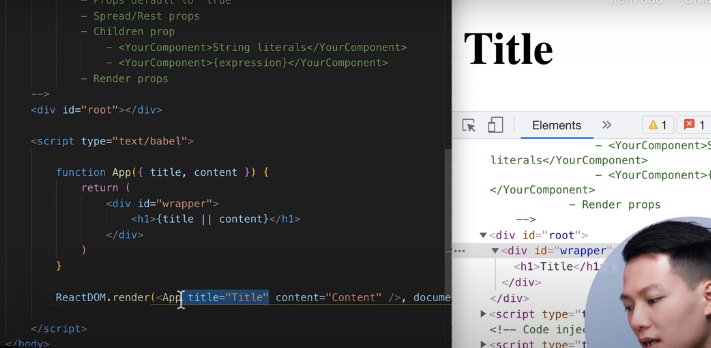 - Props default to "true"
- Spread/Rest props
- Children prop
- <YourComponent>String literals</YourComponent>
- <YourComponent>{expression}</YourComponent>
- Render props
-->
<div id="root"></div>
<script type="text/babel">
function App({ title, content }) {
return (
<div id="wrapper">
<h1>{title || content}</h1>
</div>
)
}
ReactDOM.render(<App title="Title" content="Content" />, docume
</script>
</body>
Title
Elements
»
1
1
- <YourComponent>S
literals</YourComponent>
- <YourComponent>{
</YourComponent>
- Render props
-->
<div id="root">
<div id="wrapper"
<h1>Title</h1
</div>
</div>
<script type="t
<!-- Code injec
<script type="t